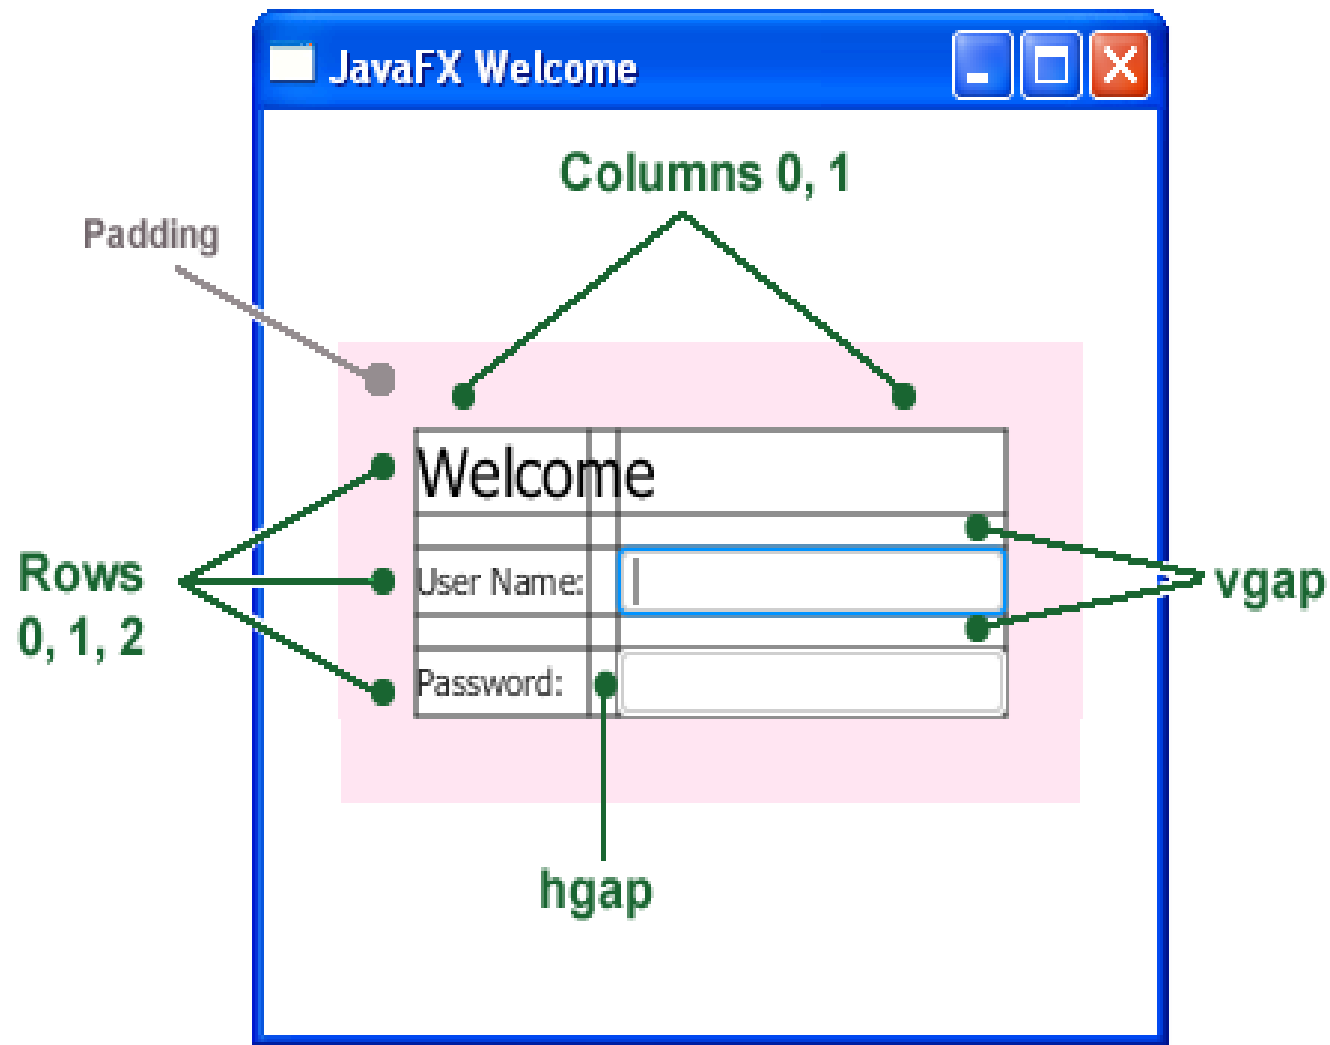 JavaFX Welcome
Columns 0, 1
Padding
Welcome
Rows
0, 1, 2
User Name:
vgap
Password:
hgap